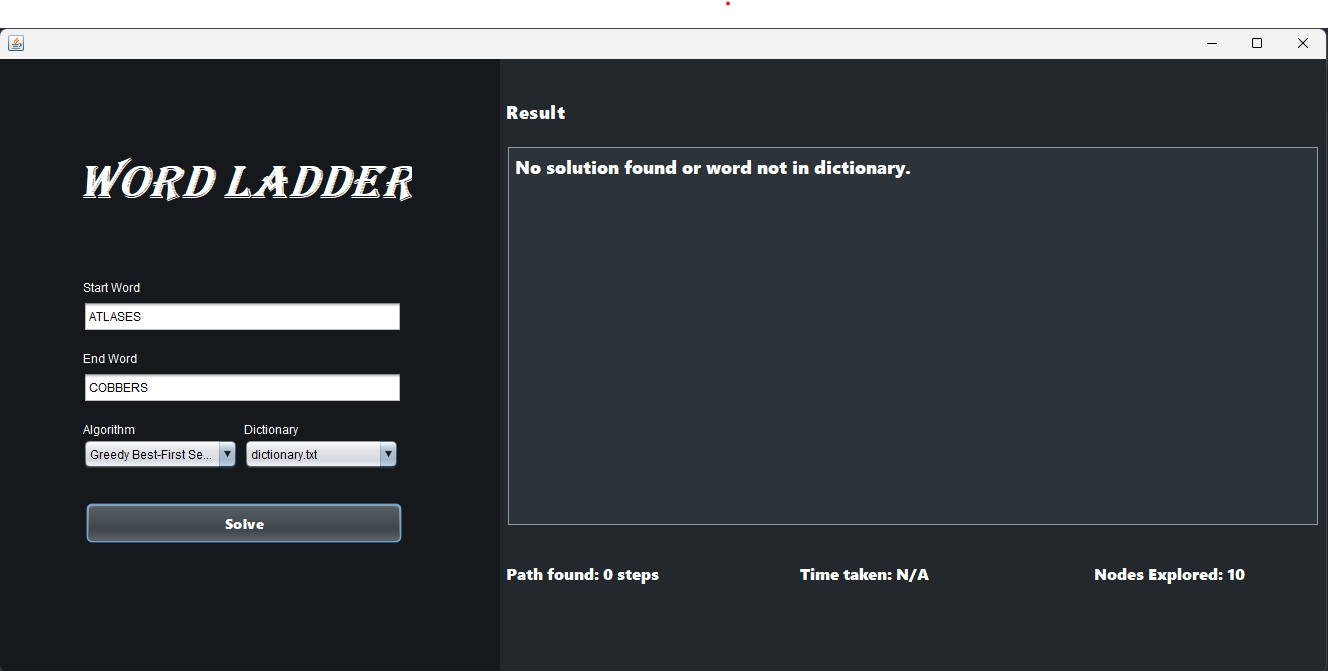 WORD LADDER
Start Word
ATLASES
End Word
COBBERS
Algorithm Dictionary
Greedy Best-First Se... dictionary.txt
Solve
Result
No solution found or word not in dictionary.
Path found: 0 steps Time taken: N/A Nodes Explored: 10